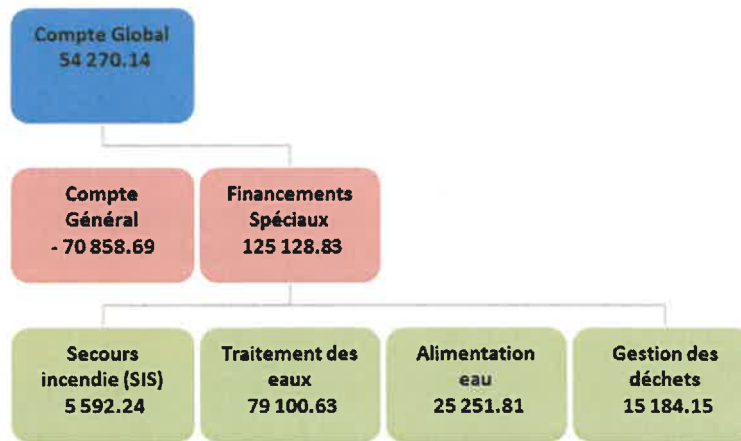 Compte Global
54 270.14
Compte
Général
- 70 858.69
Financements
Spéciaux
125 128.83
Secours
incendie (SIS)
5 592.24
Traitement des
eaux
79 100.63
Alimentation
eau
25 251.81
Gestion des
déchets
15 184.15